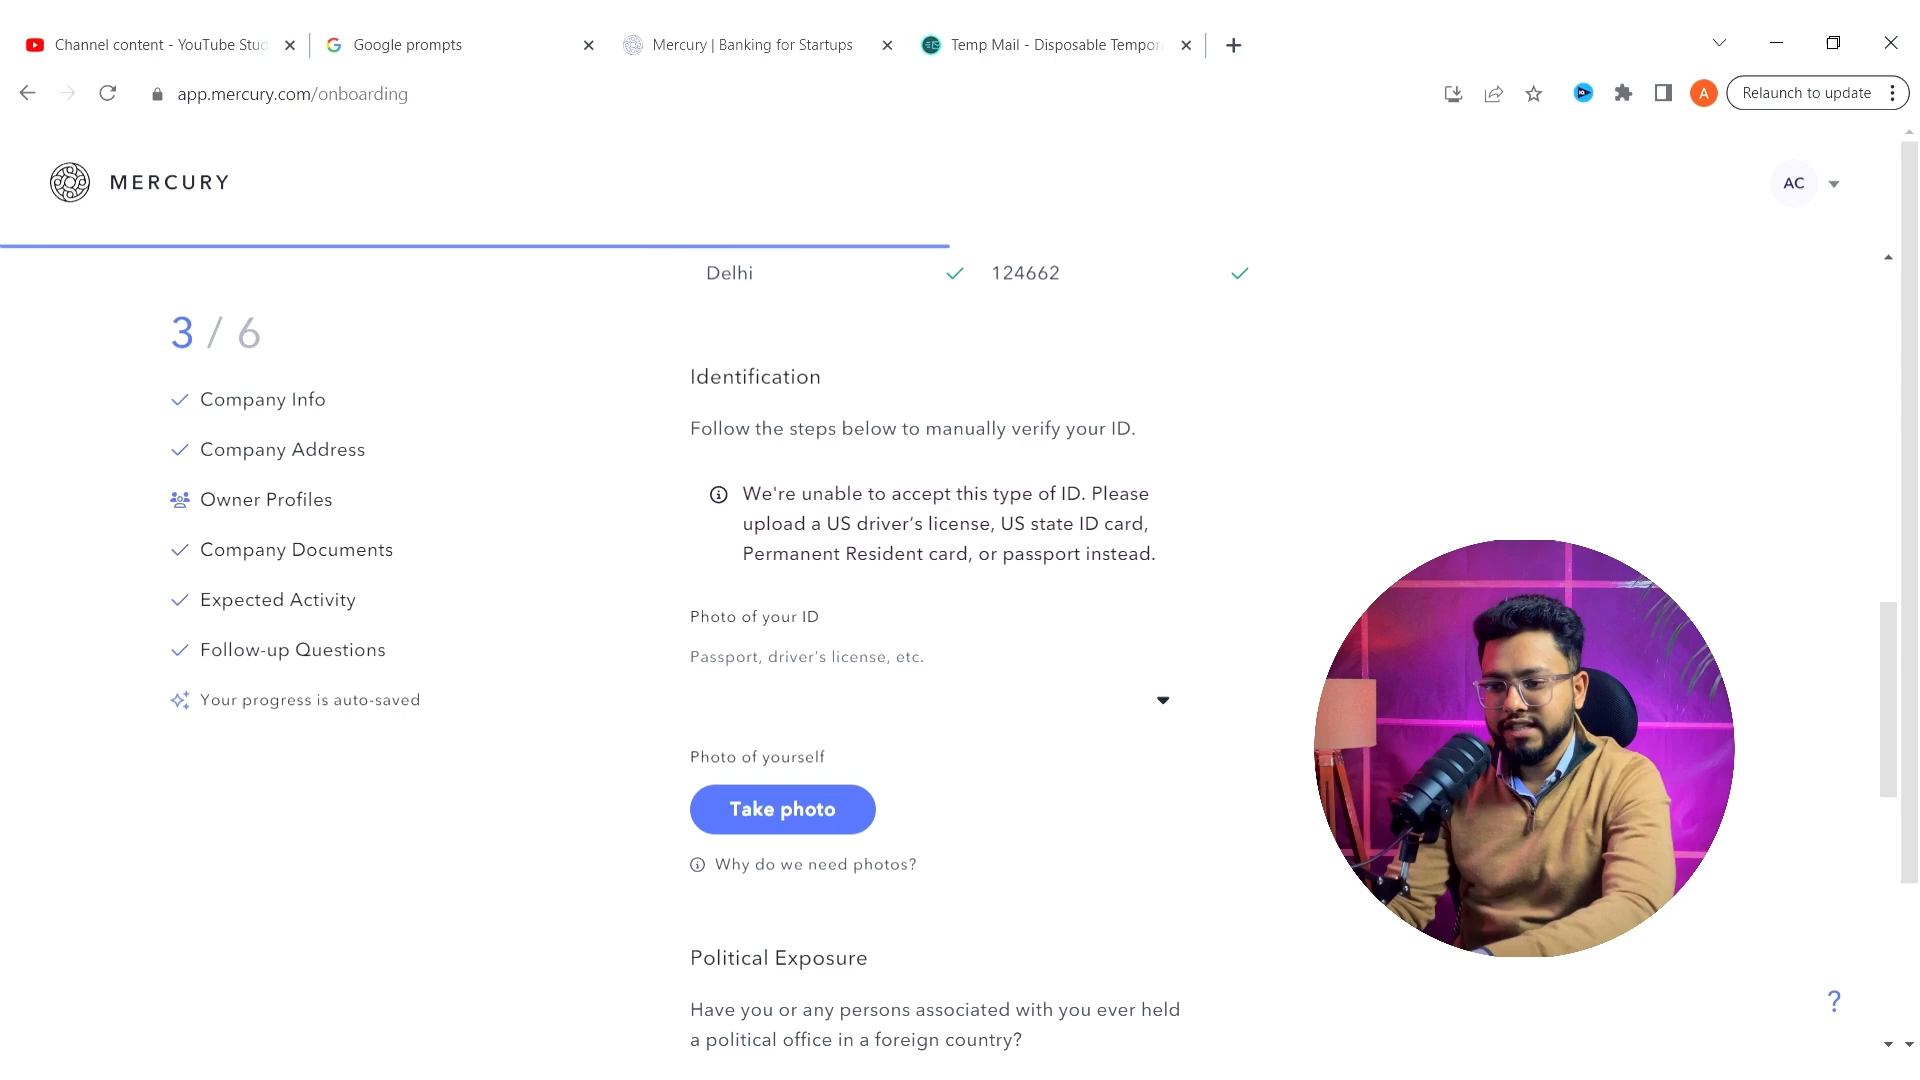 Channel content - YouTube Stud
Google prompts
Mercury | Banking for Startups
Temp Mail - Disposable Tempora
app.mercury.com/onboarding
A
Relaunch to update
MERCURY
AC
Delhi
124662
3 / 6
Company Info
Company Address
Owner Profiles
Company Documents
Expected Activity
Follow-up Questions
Your progress is auto-saved
Identification
Follow the steps below to manually verify your ID.
We're unable to accept this type of ID. Please
upload a US driver’s license, US state ID card,
Permanent Resident card, or passport instead.
Photo of your ID
Passport, driver’s license, etc.
Photo of yourself
Take photo
Why do we need photos?
Political Exposure
Have you or any persons associated with you ever held
a political office in a foreign country?
?